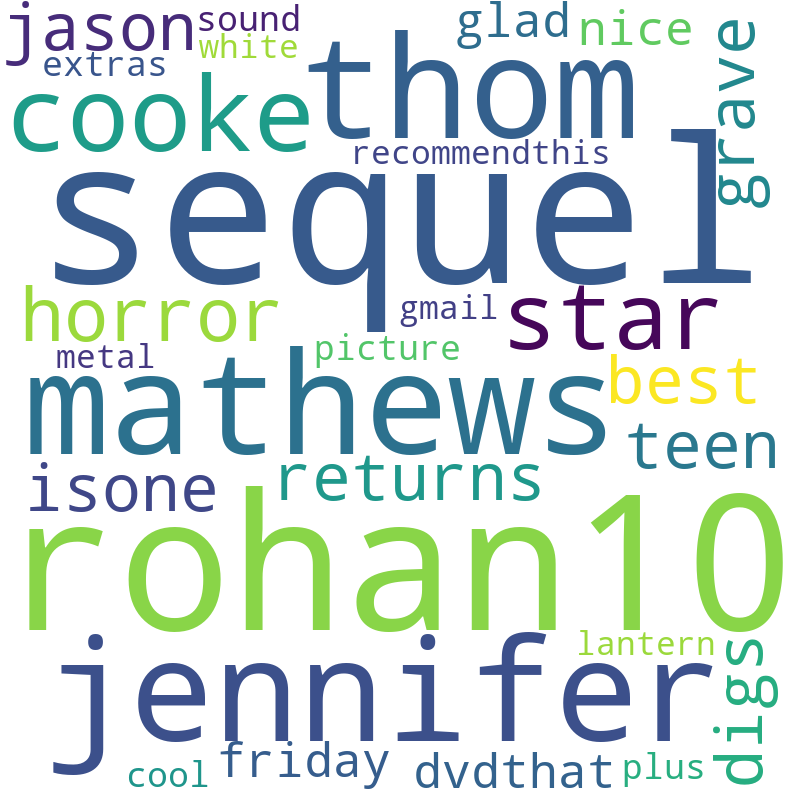 jason sound glad nice grave
white
extras
cooke thom
recommendthis
sequel
horror gmail star
metal picture
mathews best
teen
isone returns
rohan10
jennifer lantern digs
friday
cool dvdthat plus